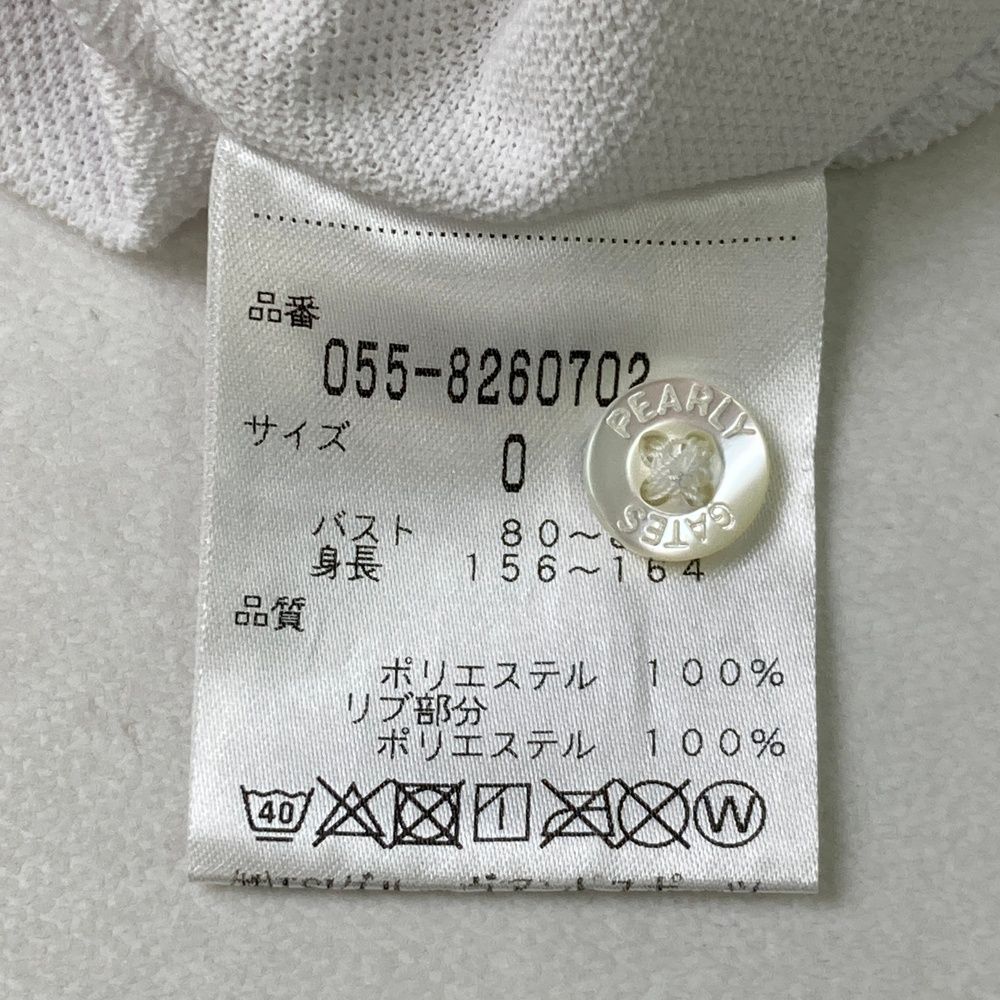 品番
055-8260702
サイズ
0
バスト 80～
身長 156～164
品質
ポリエステル 100%
リブ部分
ポリエステル 100%
40
W
PEARLY
GATES